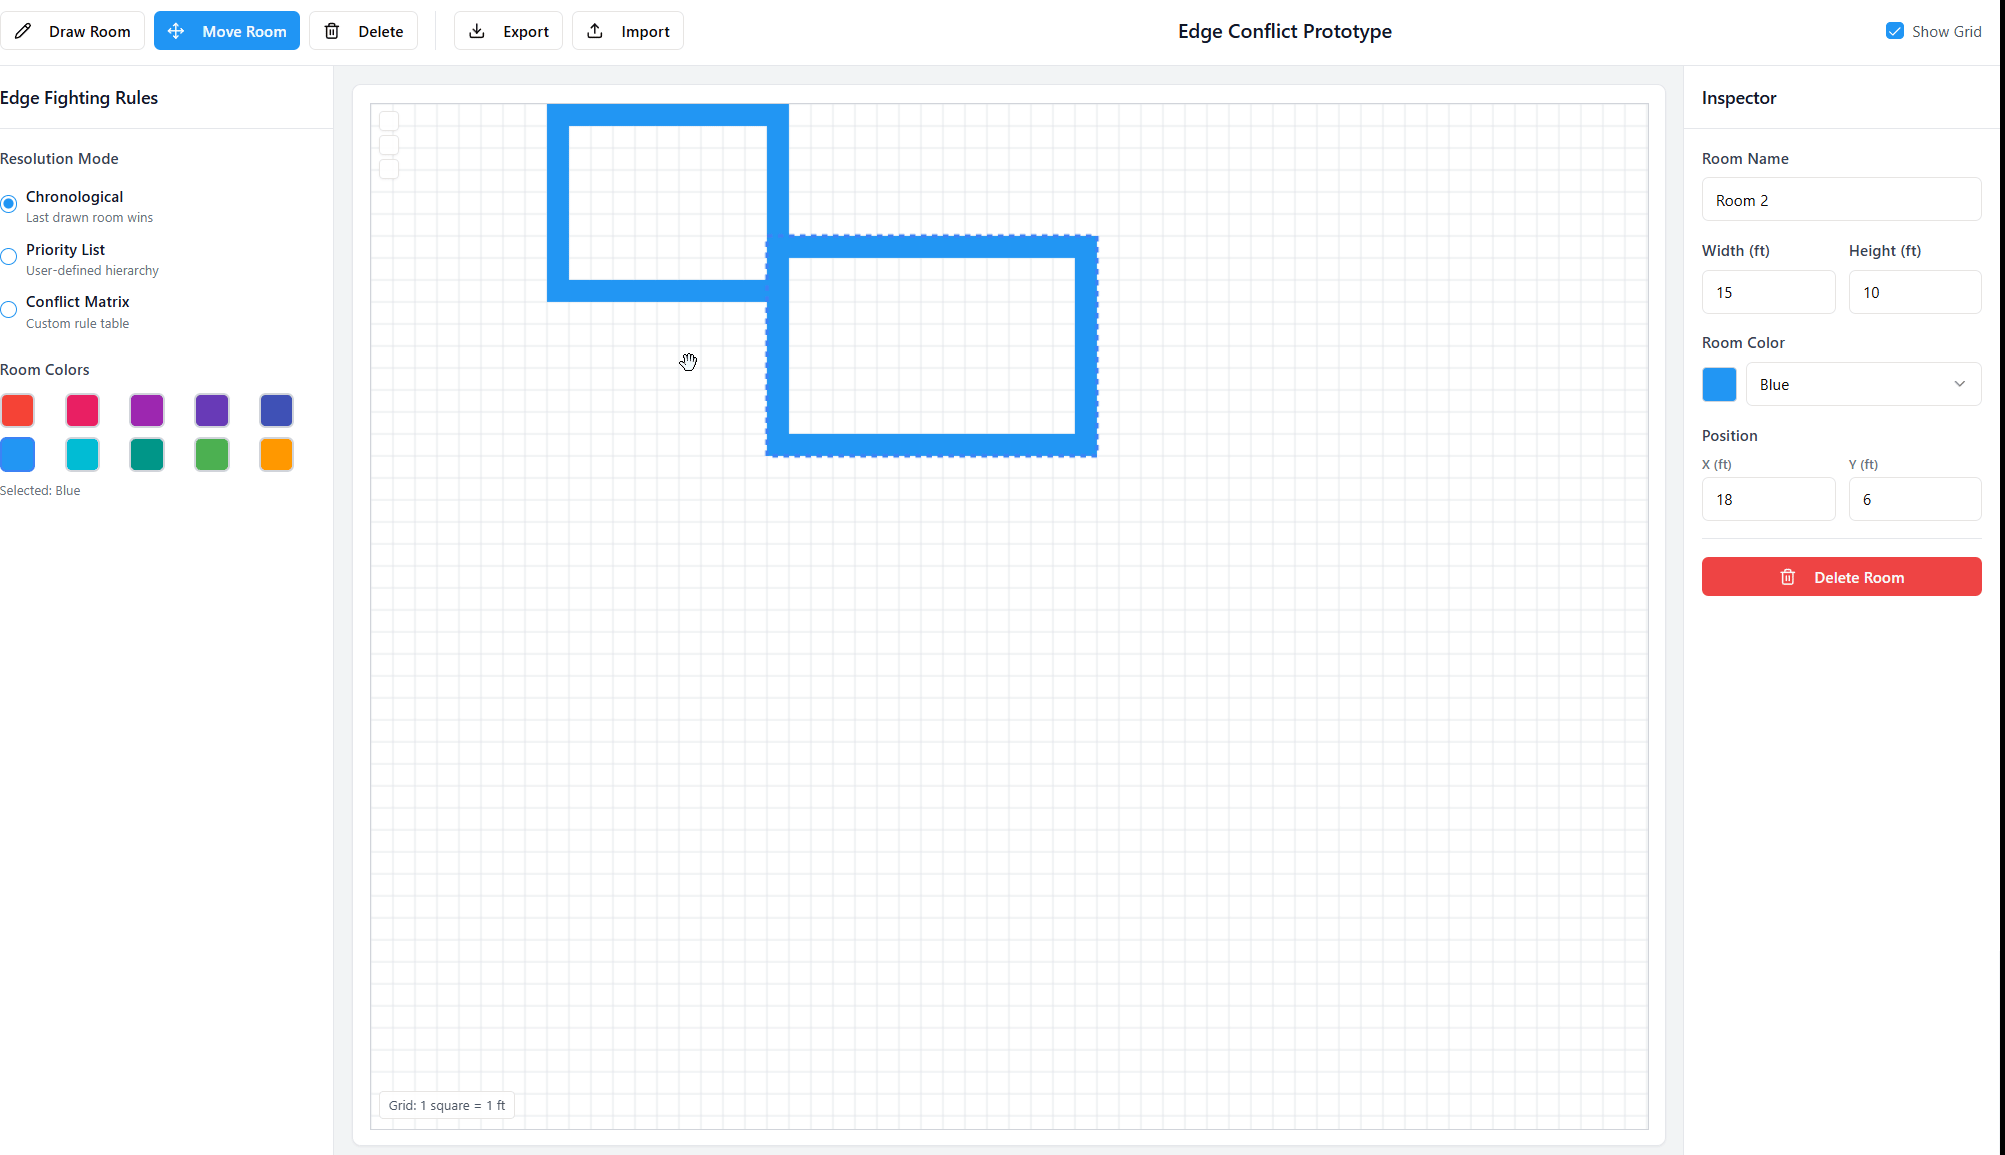 Draw Room
Move Room
Delete
Export
Import
Edge Conflict Prototype
Show Grid
Edge Fighting Rules
Resolution Mode
Chronological
Last drawn room wins
Priority List
User-defined hierarchy
Conflict Matrix
Custom rule table
Room Colors
Selected: Blue
Grid: 1 square = 1 ft
Inspector
Room Name
Room 2
Width (ft)
Height (ft)
15
10
Room Color
Blue
Position
X (ft)
Y (ft)
18
6
Delete Room